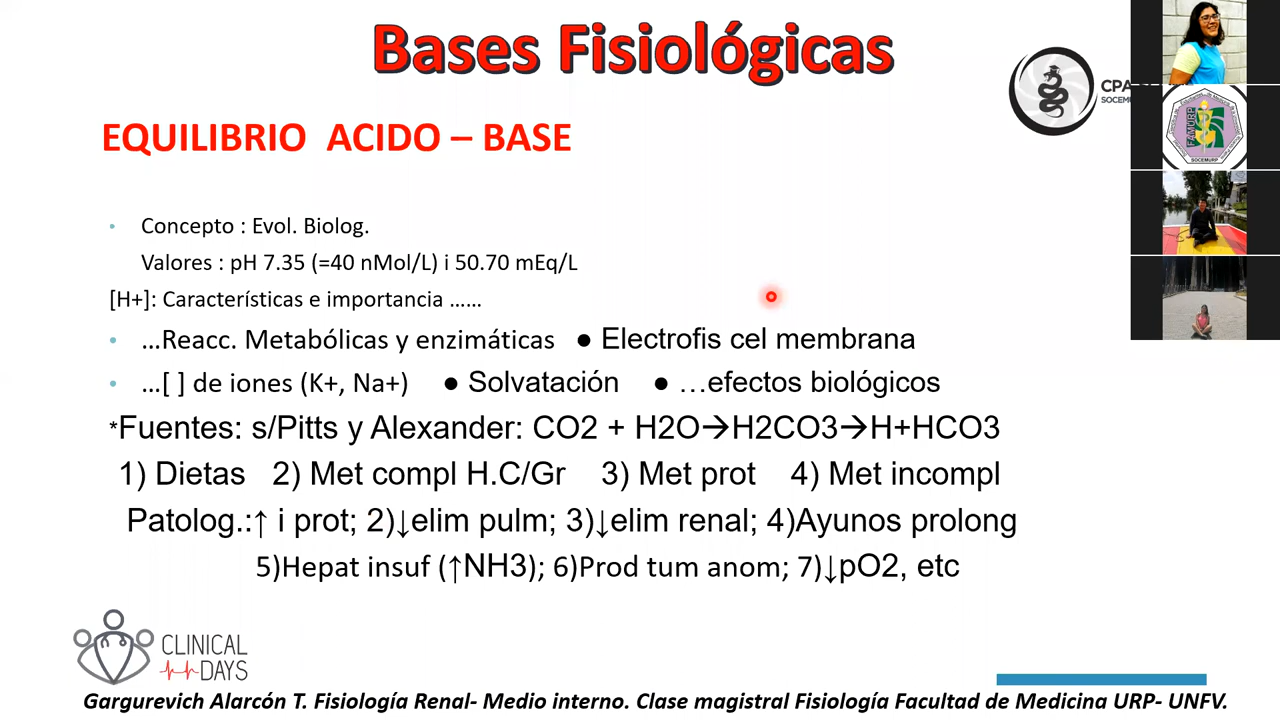 Bases Fisiológicas
CPA
SOCEMU
EQUILIBRIO ACIDO – BASE
FAMURP
SOCEMURP
• Concepto : Evol. Biolog.
Valores : pH 7.35 (=40 nMol/L) i 50.70 mEq/L
[H+]: Características e importancia ......
• ...Reacc. Metabólicas y enzimáticas ● Electrofis cel membrana
• ...[ ] de iones (K+, Na+) ● Solvatación ● ...efectos biológicos
*Fuentes: s/Pitts y Alexander: CO2 + H2O→H2CO3→H+HCO3
1) Dietas 2) Met compl H.C/Gr 3) Met prot 4) Met incompl
Patolog.:↑ i prot; 2)↓elim pulm; 3)↓elim renal; 4)Ayunos prolong
5)Hepat insuf (↑NH3); 6)Prod tum anom; 7)↓pO2, etc
CLINICAL
DAYS
Gargurevich Alarcón T. Fisiología Renal- Medio interno. Clase magistral Fisiología Facultad de Medicina URP- UNFV.